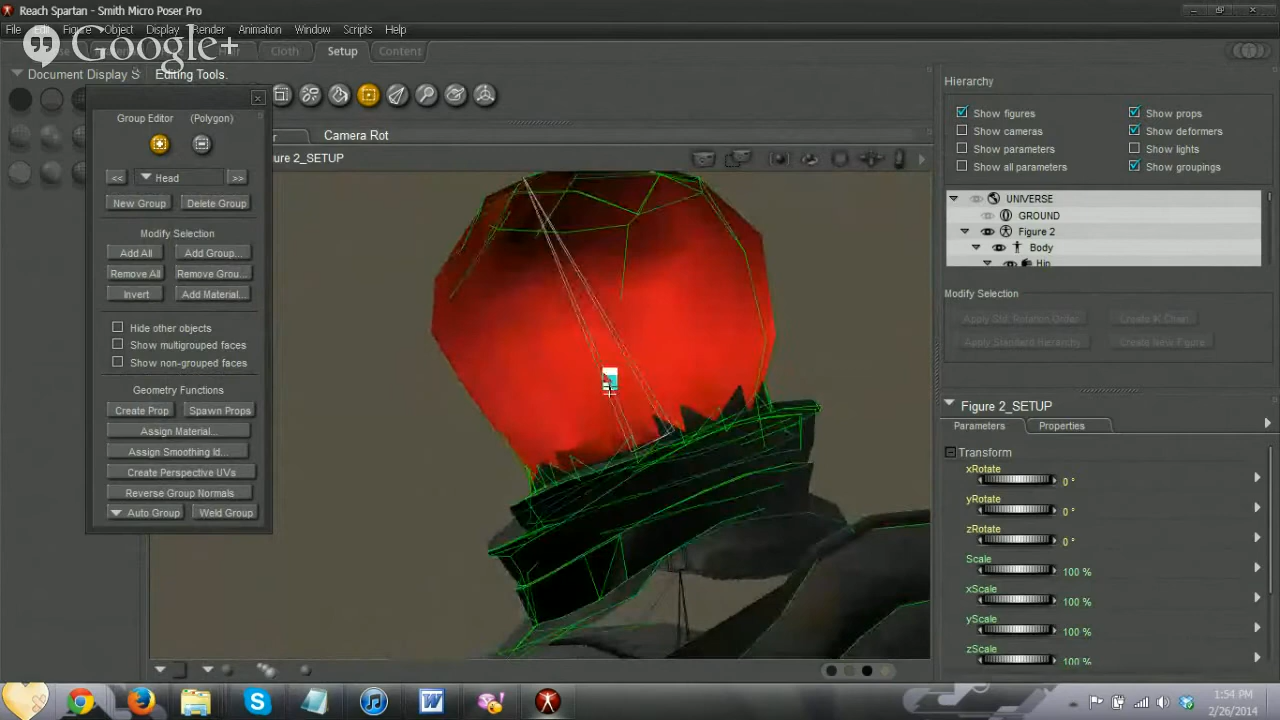 Reach Spartan - Smith Micro Poser Pro
File Edit Figure Object Display Render Animation Window Scripts Help
Google+
Cloth Setup Content
Document Display S Editing Tools.
Group Editor (Polygon)
<< Head >>
New Group Delete Group
Modify Selection
Add All Add Group...
Remove All Remove Grou...
Invert Add Material...
Hide other objects
Show multigrouped faces
Show non-grouped faces
Geometry Functions
Create Prop Spawn Props
Assign Material...
Assign Smoothing Id...
Create Perspective UVs
Reverse Group Normals
Auto Group Weld Group
Camera Rot
ure 2_SETUP
Hierarchy
Show figures Show props
Show cameras Show deformers
Show parameters Show lights
Show all parameters Show groupings
UNIVERSE
GROUND
Figure 2
Body
Hip
Modify Selection
Apply Std. Rotation Order Create IK Chain
Apply Standard Hierarchy Create New Figure
Figure 2_SETUP
Parameters Properties
Transform
xRotate
0 °
yRotate
0 °
zRotate
0 °
Scale
100 %
xScale
100 %
yScale
100 %
zScale
100 %
1:54 PM
2/26/2014